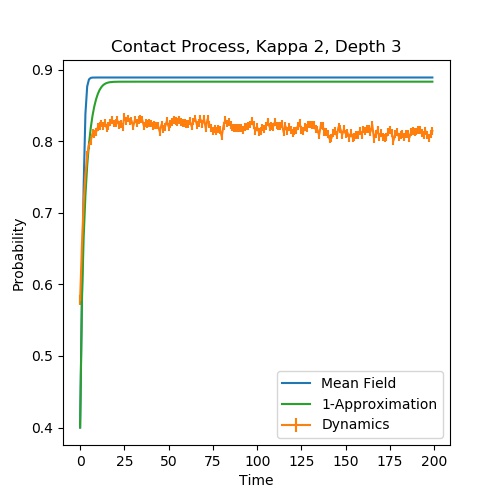 Contact Process, Kappa 2, Depth 3
Probability
0.9
0.8
0.7
0.6
0.5
0.4
Mean Field
1-Approximation
Dynamics
0 25 50 75 100 125 150 175 200
Time